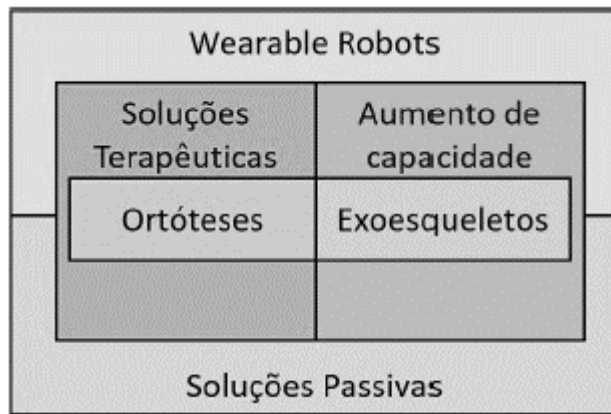 Wearable Robots
Soluções
Terapêuticas
Aumento de
capacidade
Ortóteses
Exoesqueletos
Soluções Passivas